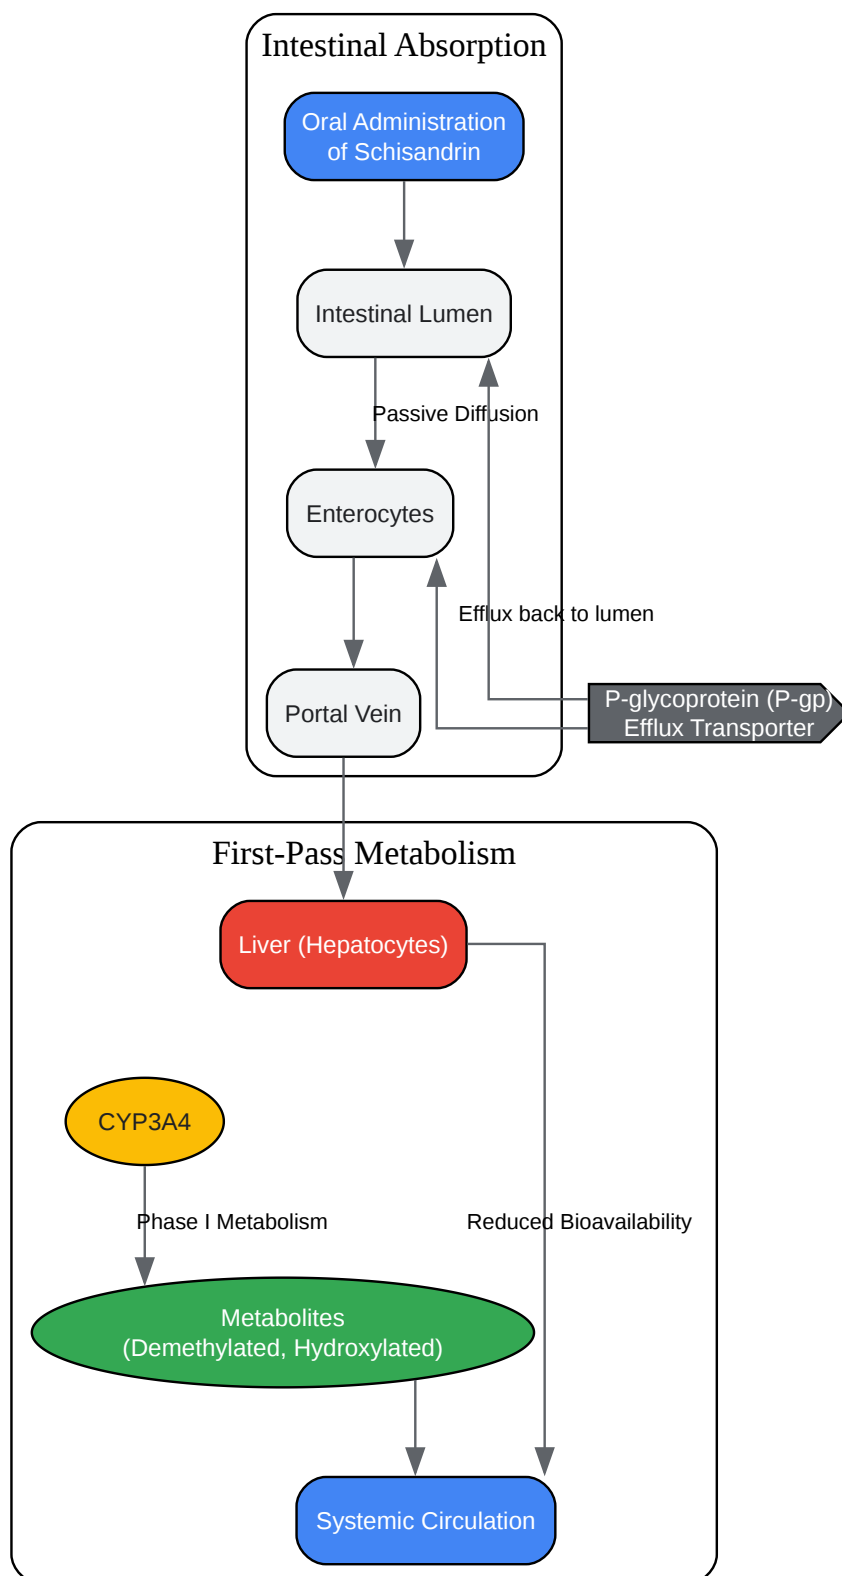 Intestinal Absorption
Oral Administration
of Schisandrin
Intestinal Lumen
Passive Diffusion
Enterocytes
Efflux back to lumen
Portal Vein
P-glycoprotein (P-gp)
Efflux Transporter
First-Pass Metabolism
Liver (Hepatocytes)
CYP3A4
Phase I Metabolism
Reduced Bioavailability
Metabolites
(Demethylated, Hydroxylated)
Systemic Circulation